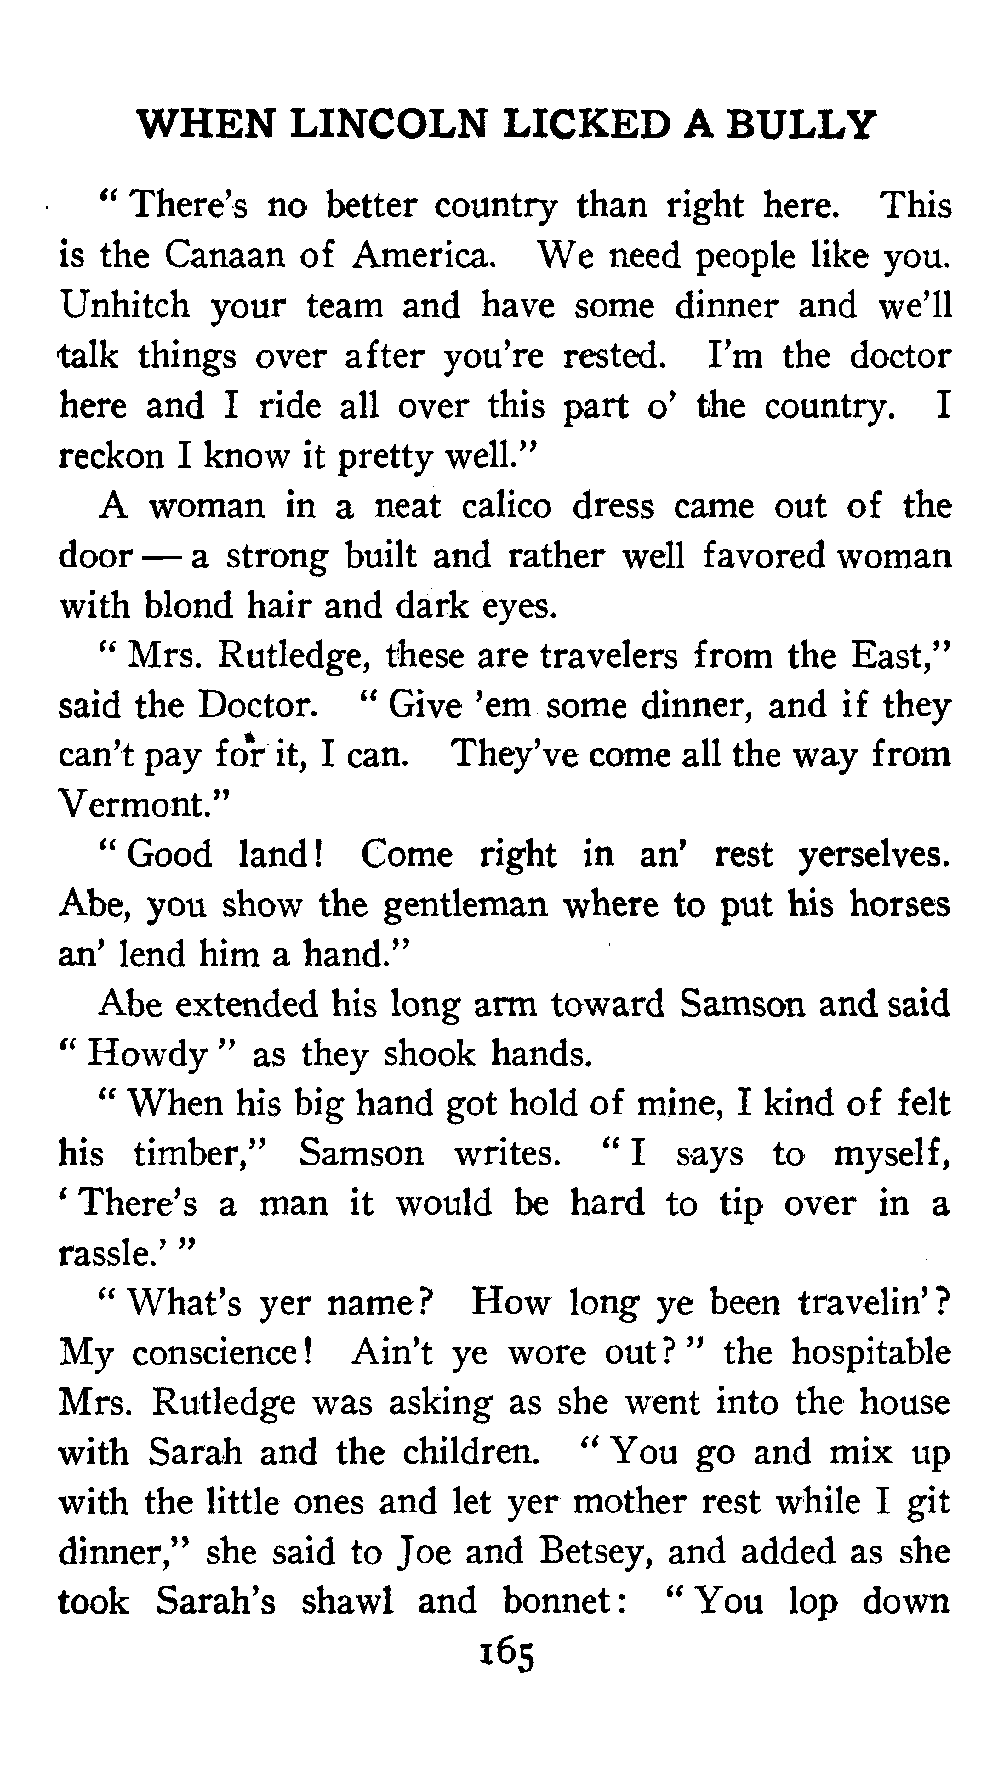 WHEN LINCOLN LICKED A BULLY
“ There’s no better country than right here. This
is the Canaan of America. We need people like you.
Unhitch your team and have some dinner and we’ll
talk things over after you’re rested. I’m the doctor
here and I ride all over this part o’ the country. I
reckon I know it pretty well.”
A woman in a neat calico dress came out of the
door — a strong built and rather well favored woman
with blond hair and dark eyes.
“ Mrs. Rutledge, these are travelers from the East,”
said the Doctor. “ Give ’em some dinner, and if they
can’t pay for it, I can. They’ve come all the way from
Vermont.”
“ Good land! Come right in an’ rest yerselves.
Abe, you show the gentleman where to put his horses
an’ lend him a hand.”
Abe extended his long arm toward Samson and said
“ Howdy ” as they shook hands.
“ When his big hand got hold of mine, I kind of felt
his timber,” Samson writes. “ I says to myself,
‘ There’s a man it would be hard to tip over in a
rassle.’ ”
“ What’s yer name? How long ye been travelin’?
My conscience! Ain’t ye wore out? ” the hospitable
Mrs. Rutledge was asking as she went into the house
with Sarah and the children. “ You go and mix up
with the little ones and let yer mother rest while I git
dinner,” she said to Joe and Betsey, and added as she
took Sarah’s shawl and bonnet: “ You lop down
165